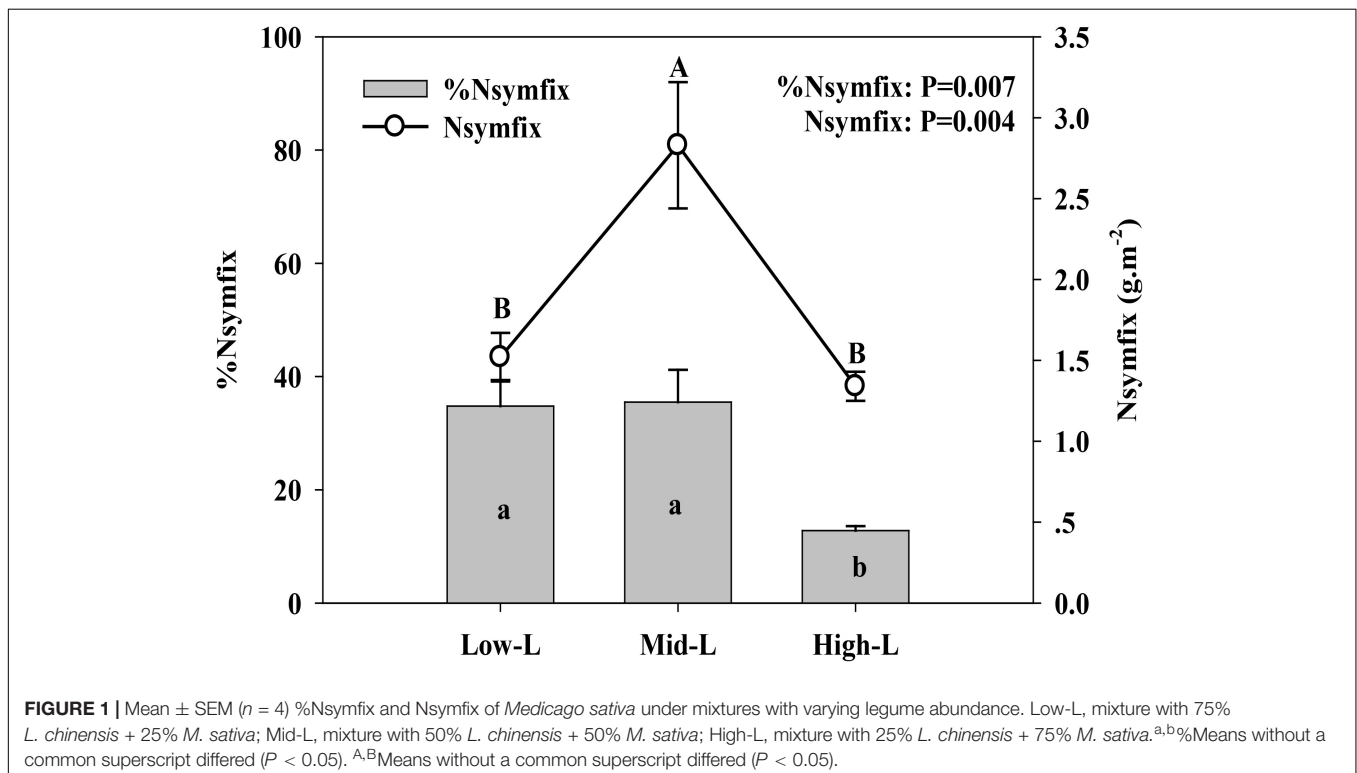 100
80
60
40
20
0
%Nsymfix
%Nsymfix
Nsymfix
%Nsymfix: P=0.007
Nsymfix: P=0.004
B
A
B
a
a
b
3.5
3.0
2.5
2.0
1.5
1.0
.5
0.0
Nsymfix (g.m⁻²)
Low-L
Mid-L
High-L
FIGURE 1 | Mean ± SEM (n = 4) %Nsymfix and Nsymfix of Medicago sativa under mixtures with varying legume abundance. Low-L, mixture with 75%
L. chinensis + 25% M. sativa; Mid-L, mixture with 50% L. chinensis + 50% M. sativa; High-L, mixture with 25% L. chinensis + 75% M. sativa.a,b%Means without a
common superscript differed (P < 0.05). A,BMeans without a common superscript differed (P < 0.05).